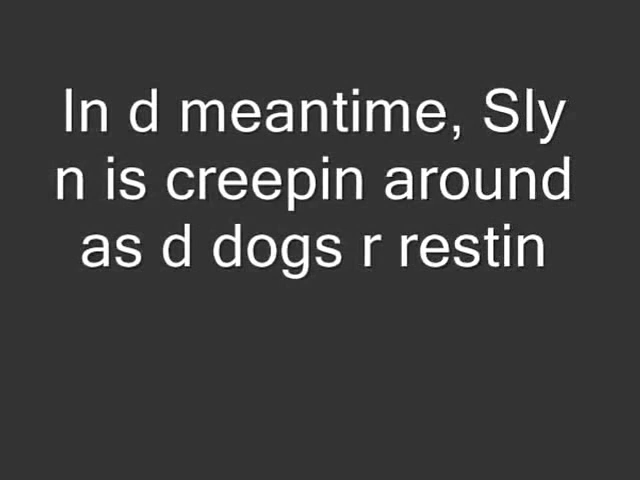 In d meantime, Sly
n is creepin around
as d dogs r restin